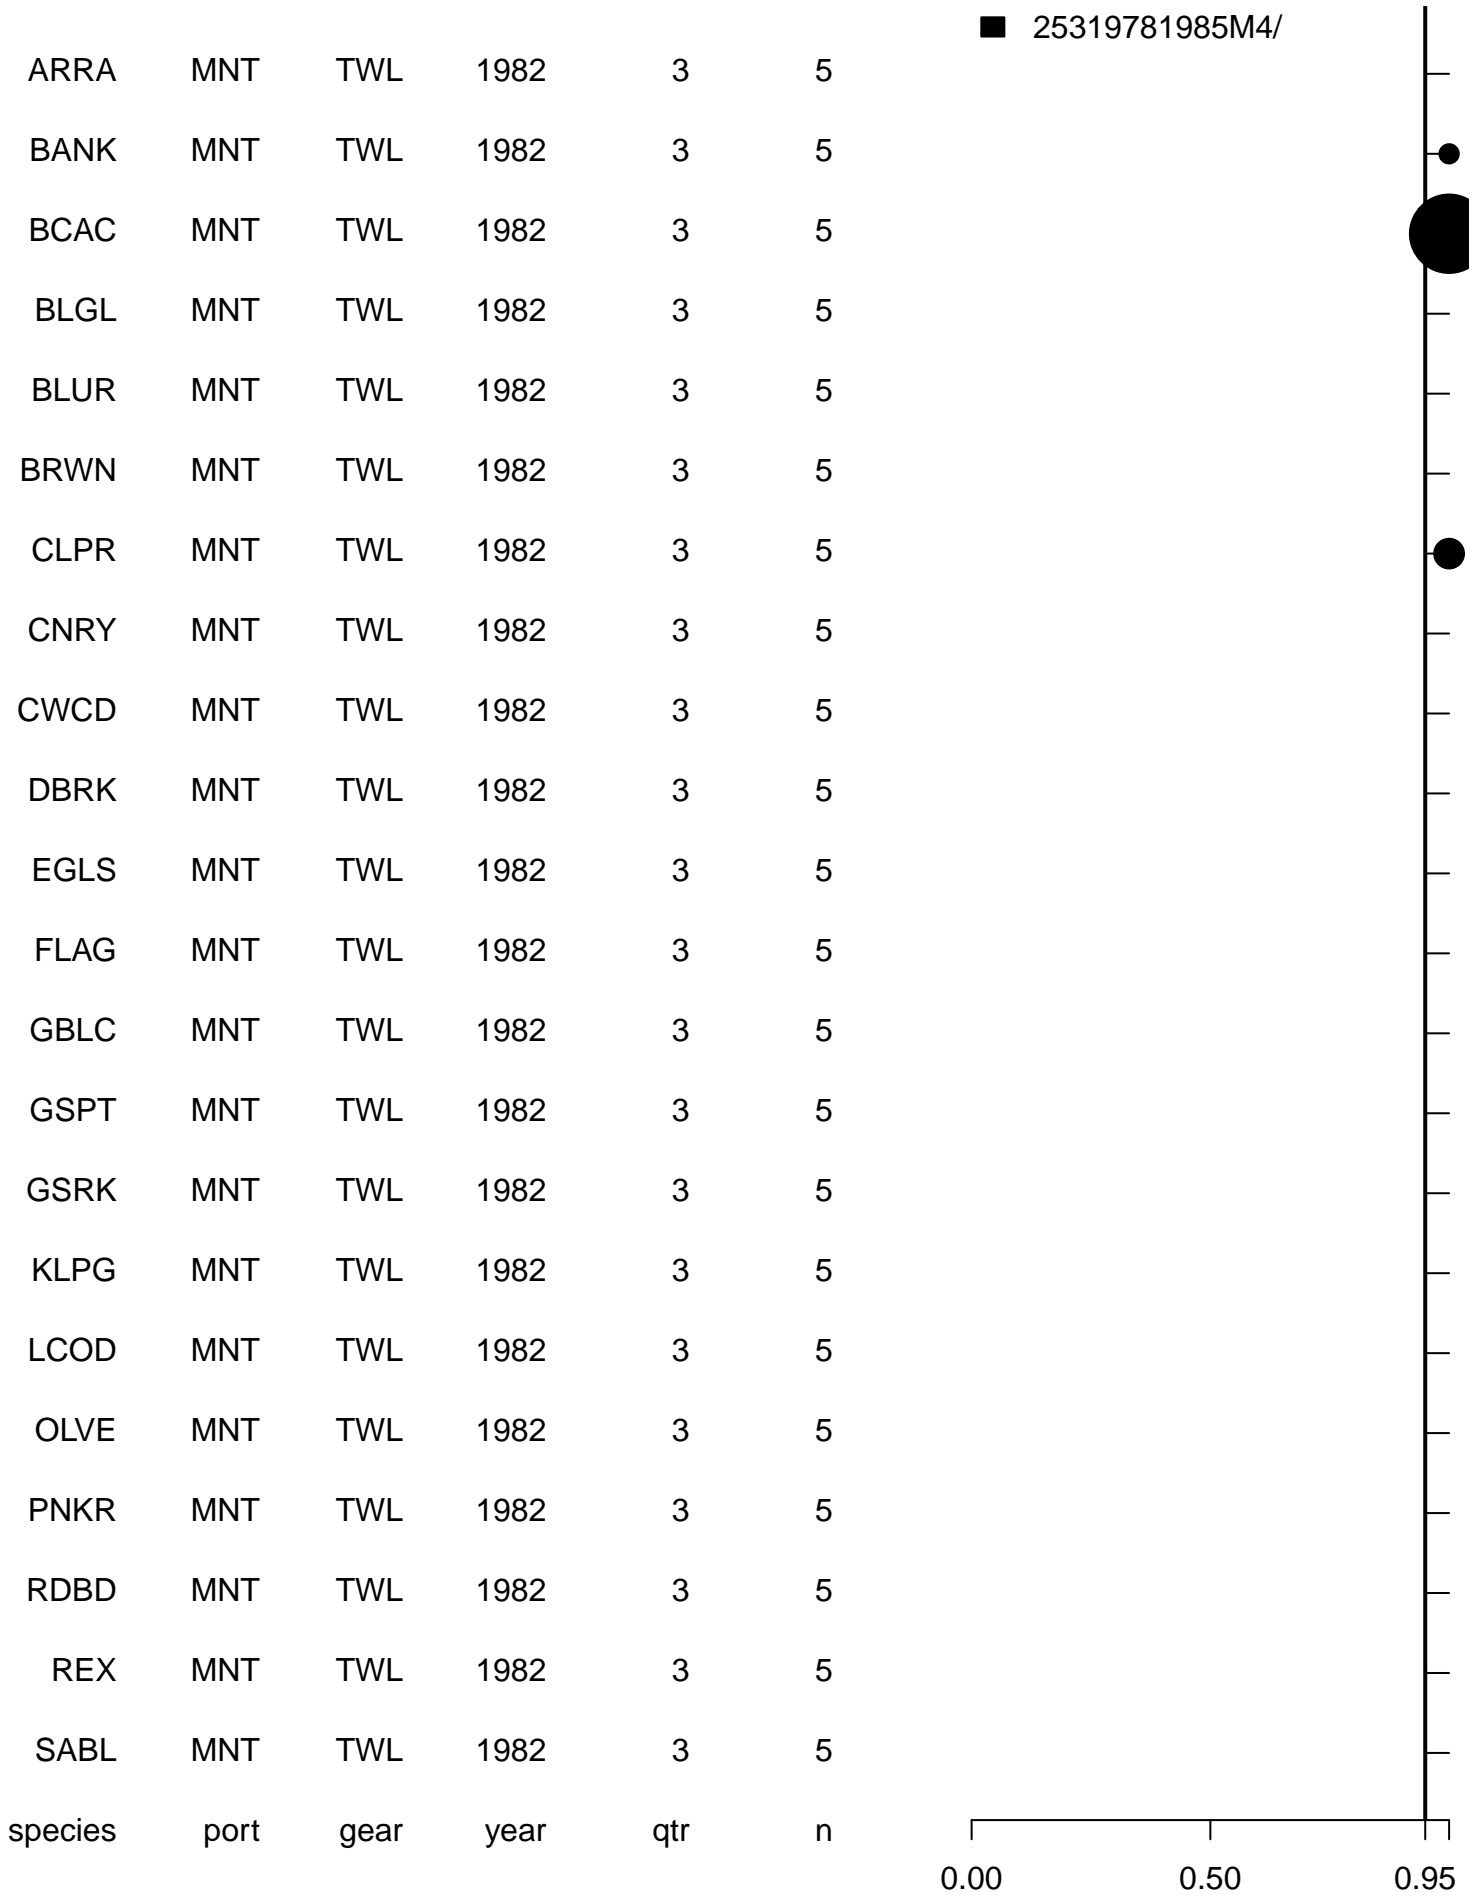 25319781985M4/
ARRA MNT TWL 1982 3 5
BANK MNT TWL 1982 3 5
BCAC MNT TWL 1982 3 5
BLGL MNT TWL 1982 3 5
BLUR MNT TWL 1982 3 5
BRWN MNT TWL 1982 3 5
CLPR MNT TWL 1982 3 5
CNRY MNT TWL 1982 3 5
CWCD MNT TWL 1982 3 5
DBRK MNT TWL 1982 3 5
EGLS MNT TWL 1982 3 5
FLAG MNT TWL 1982 3 5
GBLC MNT TWL 1982 3 5
GSPT MNT TWL 1982 3 5
GSRK MNT TWL 1982 3 5
KLPG MNT TWL 1982 3 5
LCOD MNT TWL 1982 3 5
OLVE MNT TWL 1982 3 5
PNKR MNT TWL 1982 3 5
RDBD MNT TWL 1982 3 5
REX MNT TWL 1982 3 5
SABL MNT TWL 1982 3 5
species port gear year qtr n
0.00 0.50 0.95